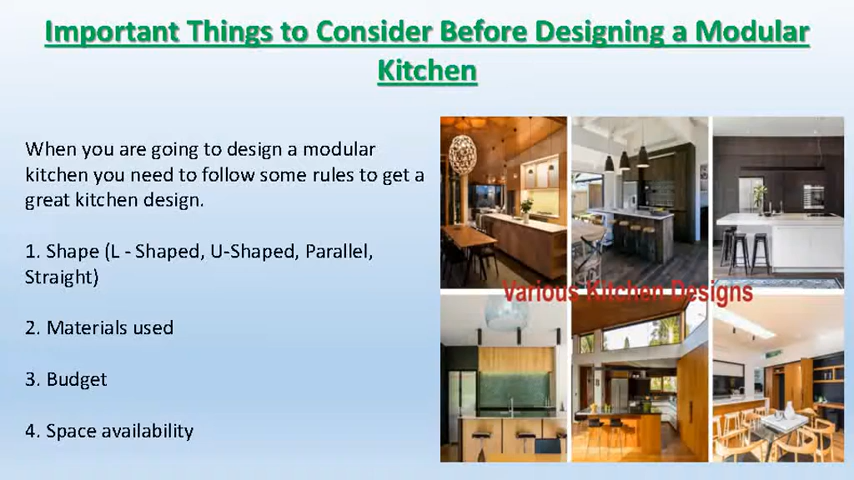 Important Things to Consider Before Designing a Modular
Kitchen
When you are going to design a modular
kitchen you need to follow some rules to get a
great kitchen design.
1. Shape (L - Shaped, U-Shaped, Parallel,
Straight)
2. Materials used
3. Budget
4. Space availability
Various Kitchen Designs